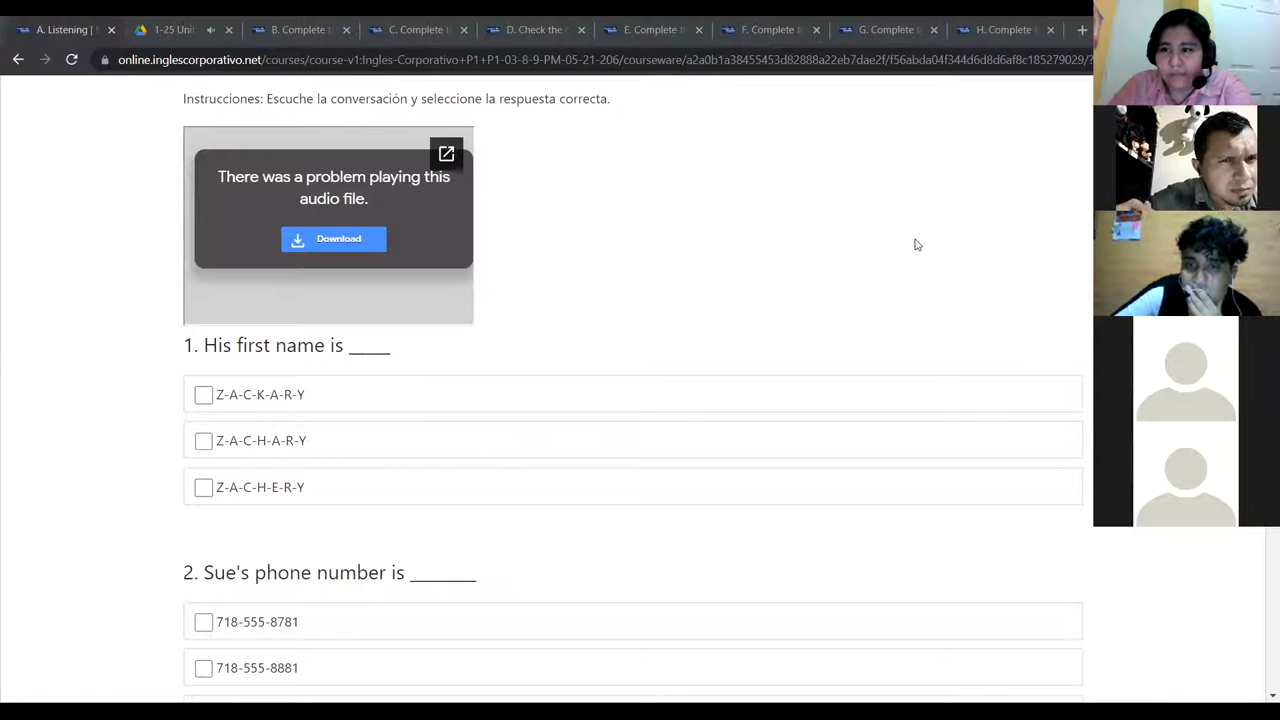 A. Listening [
1-25 Unit
B. Complete t
C. Complete t
D. Check the
E. Complete t
F. Complete t
G. Complete t
H. Complete t
online.inglescorporativo.net/courses/course-v1:Ingles-Corporativo+P1+P1-03-8-9-PM-05-21-206/courseware/a2a0b1a38455453d82888a22eb7dae2f/f56abda04f344d6d8d6af8c185279029/?
Instrucciones: Escuche la conversación y seleccione la respuesta correcta.
There was a problem playing this
audio file.
Download
1. His first name is _____
Z-A-C-K-A-R-Y
Z-A-C-H-A-R-Y
Z-A-C-H-E-R-Y
2. Sue's phone number is ________
718-555-8781
718-555-8881